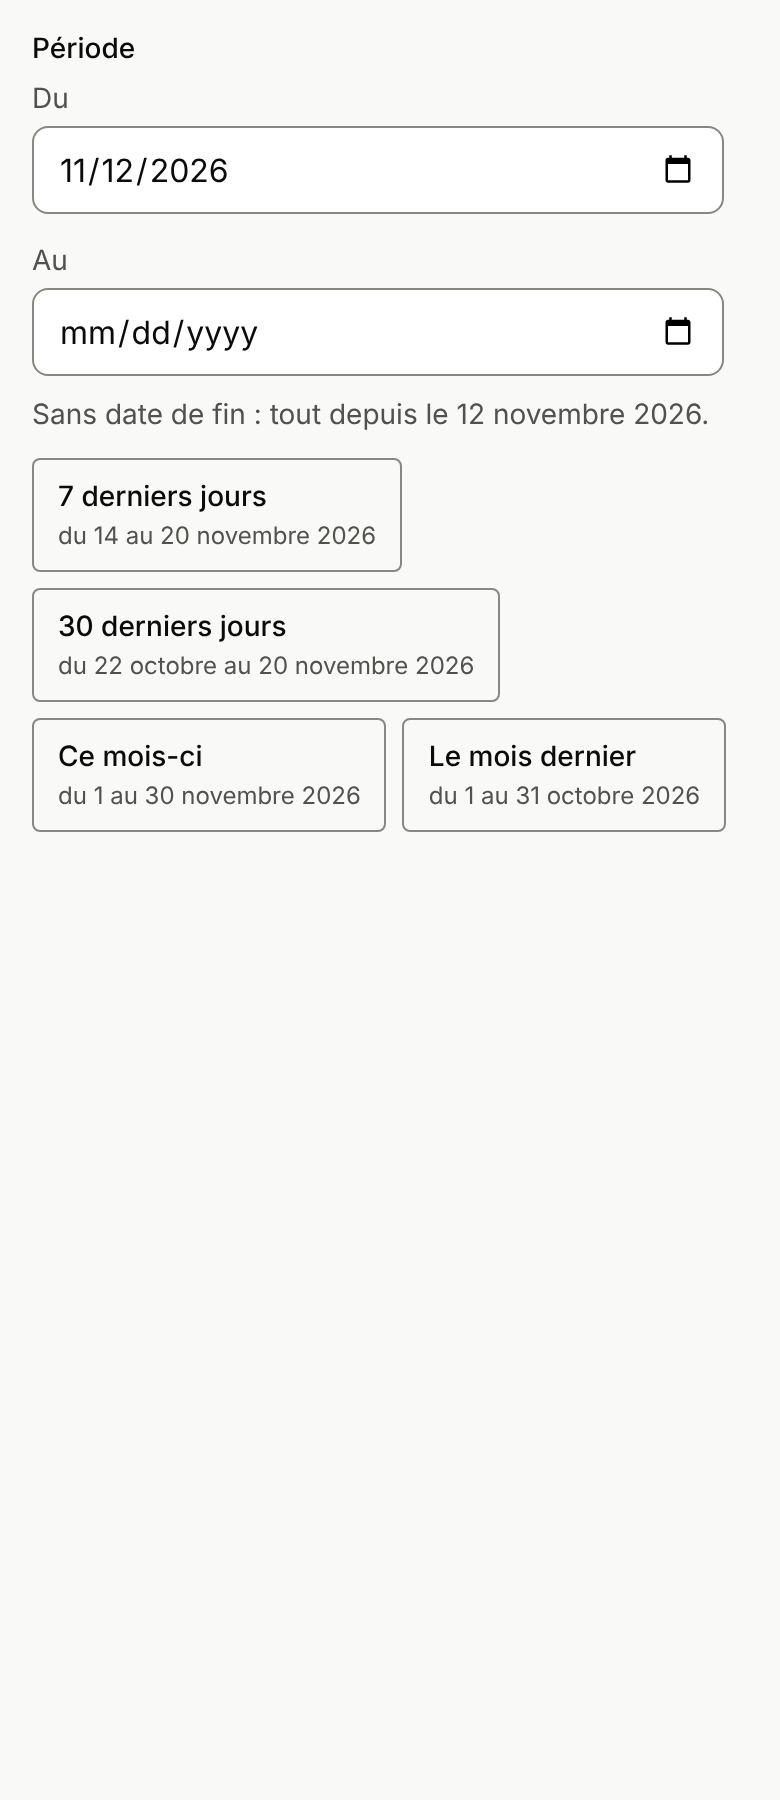 Période
Du
11/12/2026
Au
mm/dd/yyyy
Sans date de fin : tout depuis le 12 novembre 2026.
7 derniers jours
du 14 au 20 novembre 2026
30 derniers jours
du 22 octobre au 20 novembre 2026
Ce mois-ci
du 1 au 30 novembre 2026
Le mois dernier
du 1 au 31 octobre 2026